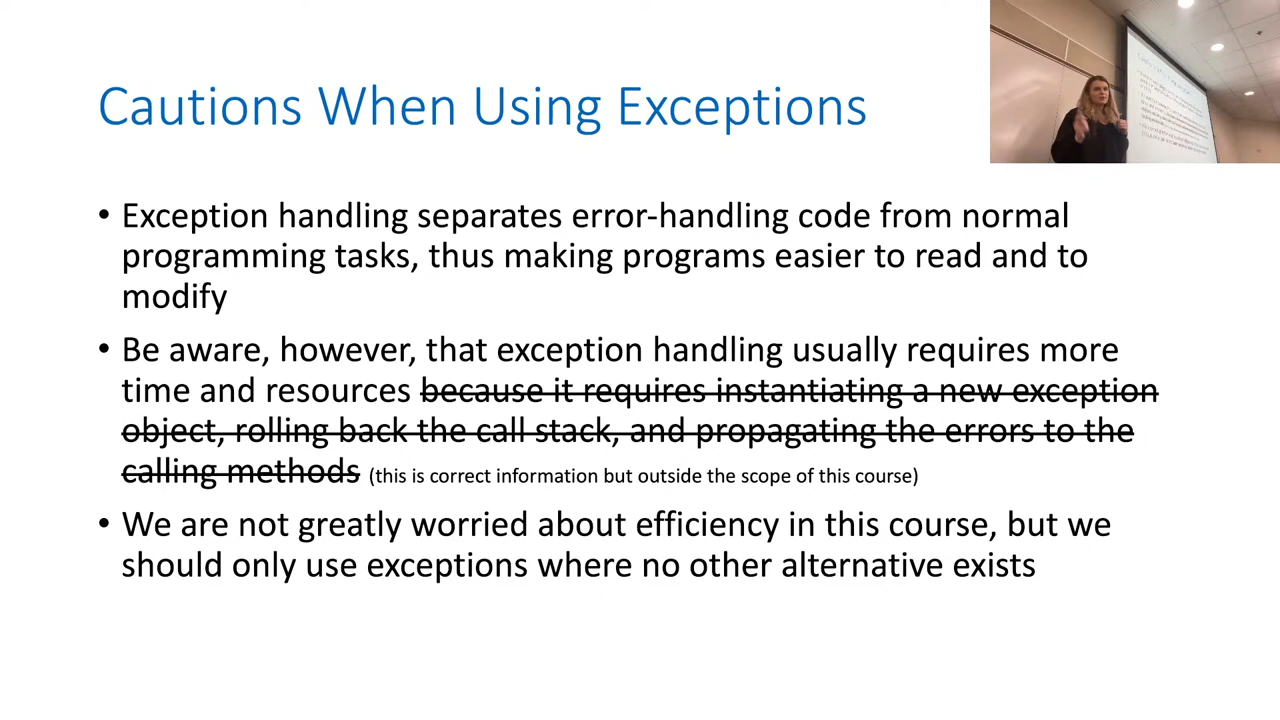 Cautions When Using Exceptions
• Exception handling separates error-handling code from normal
programming tasks, thus making programs easier to read and to
modify
• Be aware, however, that exception handling usually requires more
time and resources because it requires instantiating a new exception
object, rolling back the call stack, and propagating the errors to the
calling methods (this is correct information but outside the scope of this course)
• We are not greatly worried about efficiency in this course, but we
should only use exceptions where no other alternative exists